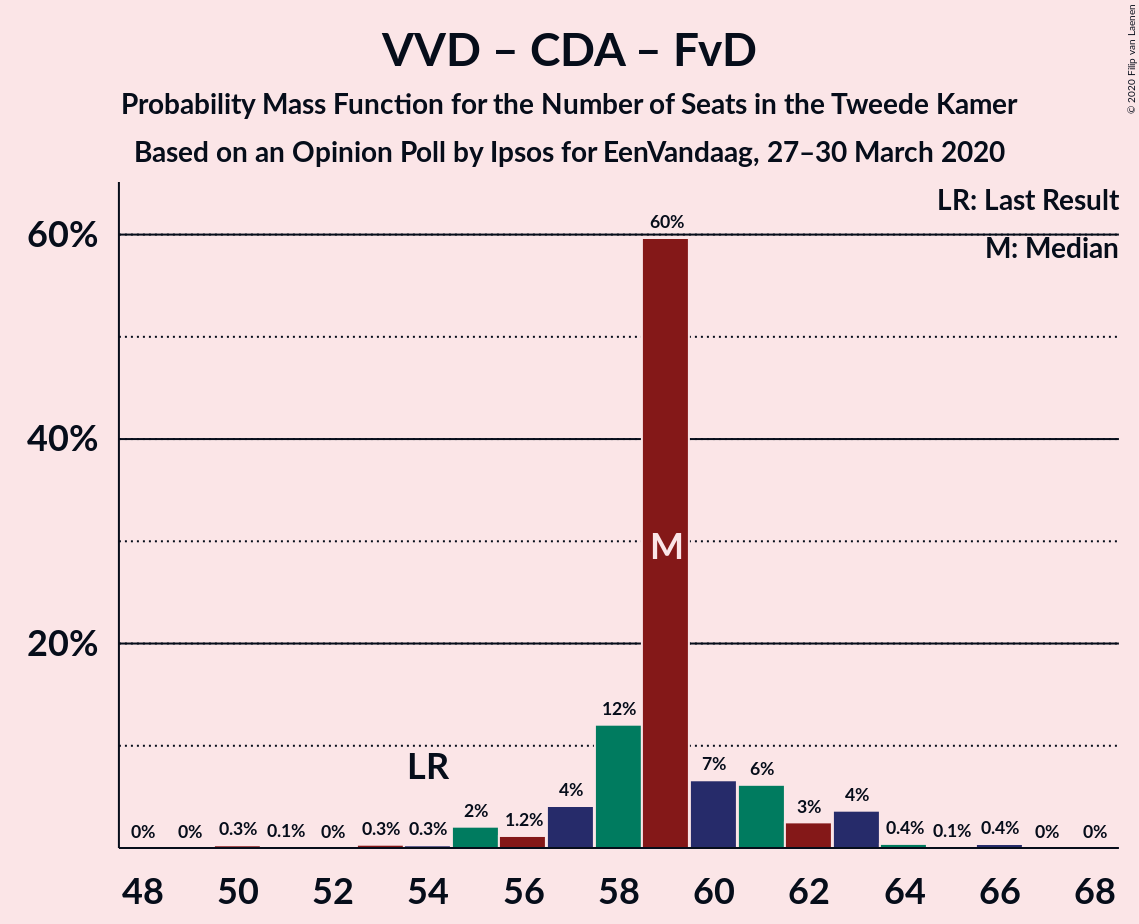 VVD – CDA – FvD
Probability Mass Function for the Number of Seats in the Tweede Kamer
Based on an Opinion Poll by Ipsos for EenVandaag, 27–30 March 2020
© 2020 Filip van Laenen
LR: Last Result
M: Median
60%
40%
20%
0% 0% 0.3% 0.1% 0% 0.3% 0.3% 2% 1.2% 4% 12% 60% 7% 6% 3% 4% 0.4% 0.1% 0.4% 0% 0%
LR
M
48 50 52 54 56 58 60 62 64 66 68